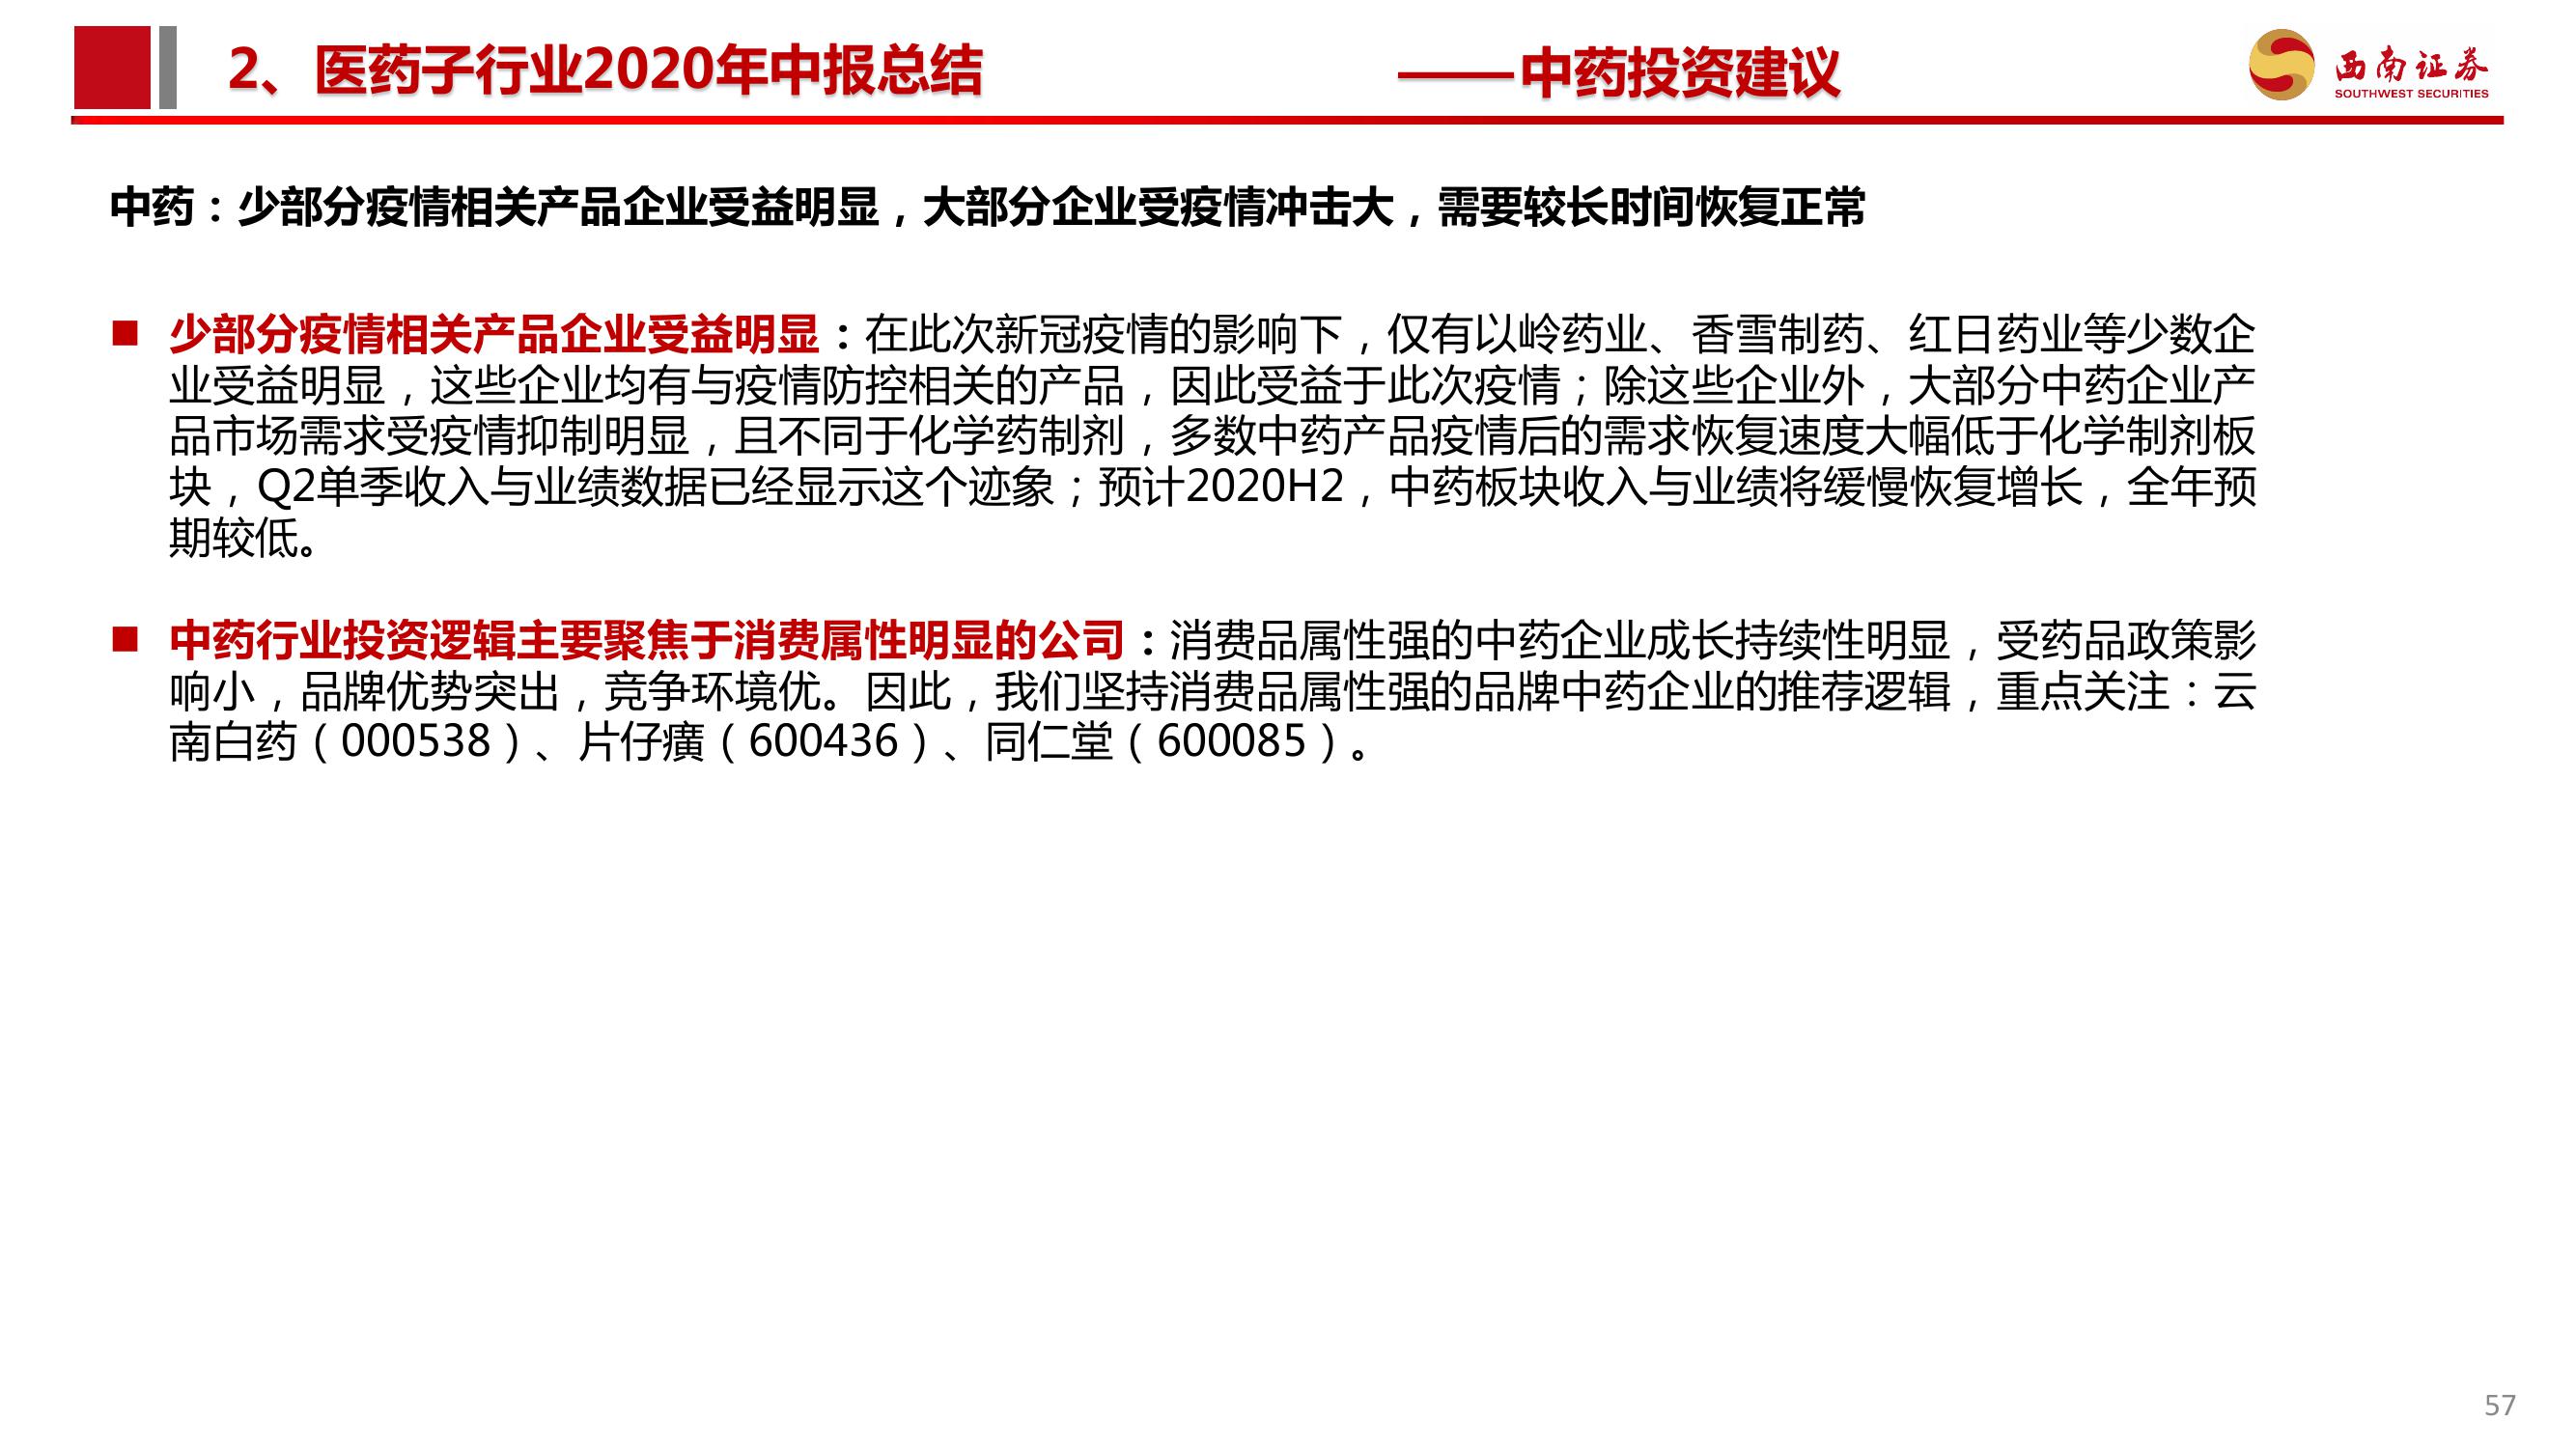 2、医药子行业2020年中报总结
——中药投资建议
西南证券
SOUTHWEST SECURITIES
中药：少部分疫情相关产品企业受益明显，大部分企业受疫情冲击大，需要较长时间恢复正常
■ 少部分疫情相关产品企业受益明显：在此次新冠疫情的影响下，仅有以岭药业、香雪制药、红日药业等少数企
业受益明显，这些企业均有与疫情防控相关的产品，因此受益于此次疫情；除这些企业外，大部分中药企业产
品市场需求受疫情抑制明显，且不同于化学药制剂，多数中药产品疫情后的需求恢复速度大幅低于化学制剂板
块，Q2单季收入与业绩数据已经显示这个迹象；预计2020H2，中药板块收入与业绩将缓慢恢复增长，全年预
期较低。
■ 中药行业投资逻辑主要聚焦于消费属性明显的公司：消费品属性强的中药企业成长持续性明显，受药品政策影
响小，品牌优势突出，竞争环境优。因此，我们坚持消费品属性强的品牌中药企业的推荐逻辑，重点关注：云
南白药（000538）、片仔癀（600436）、同仁堂（600085）。
57